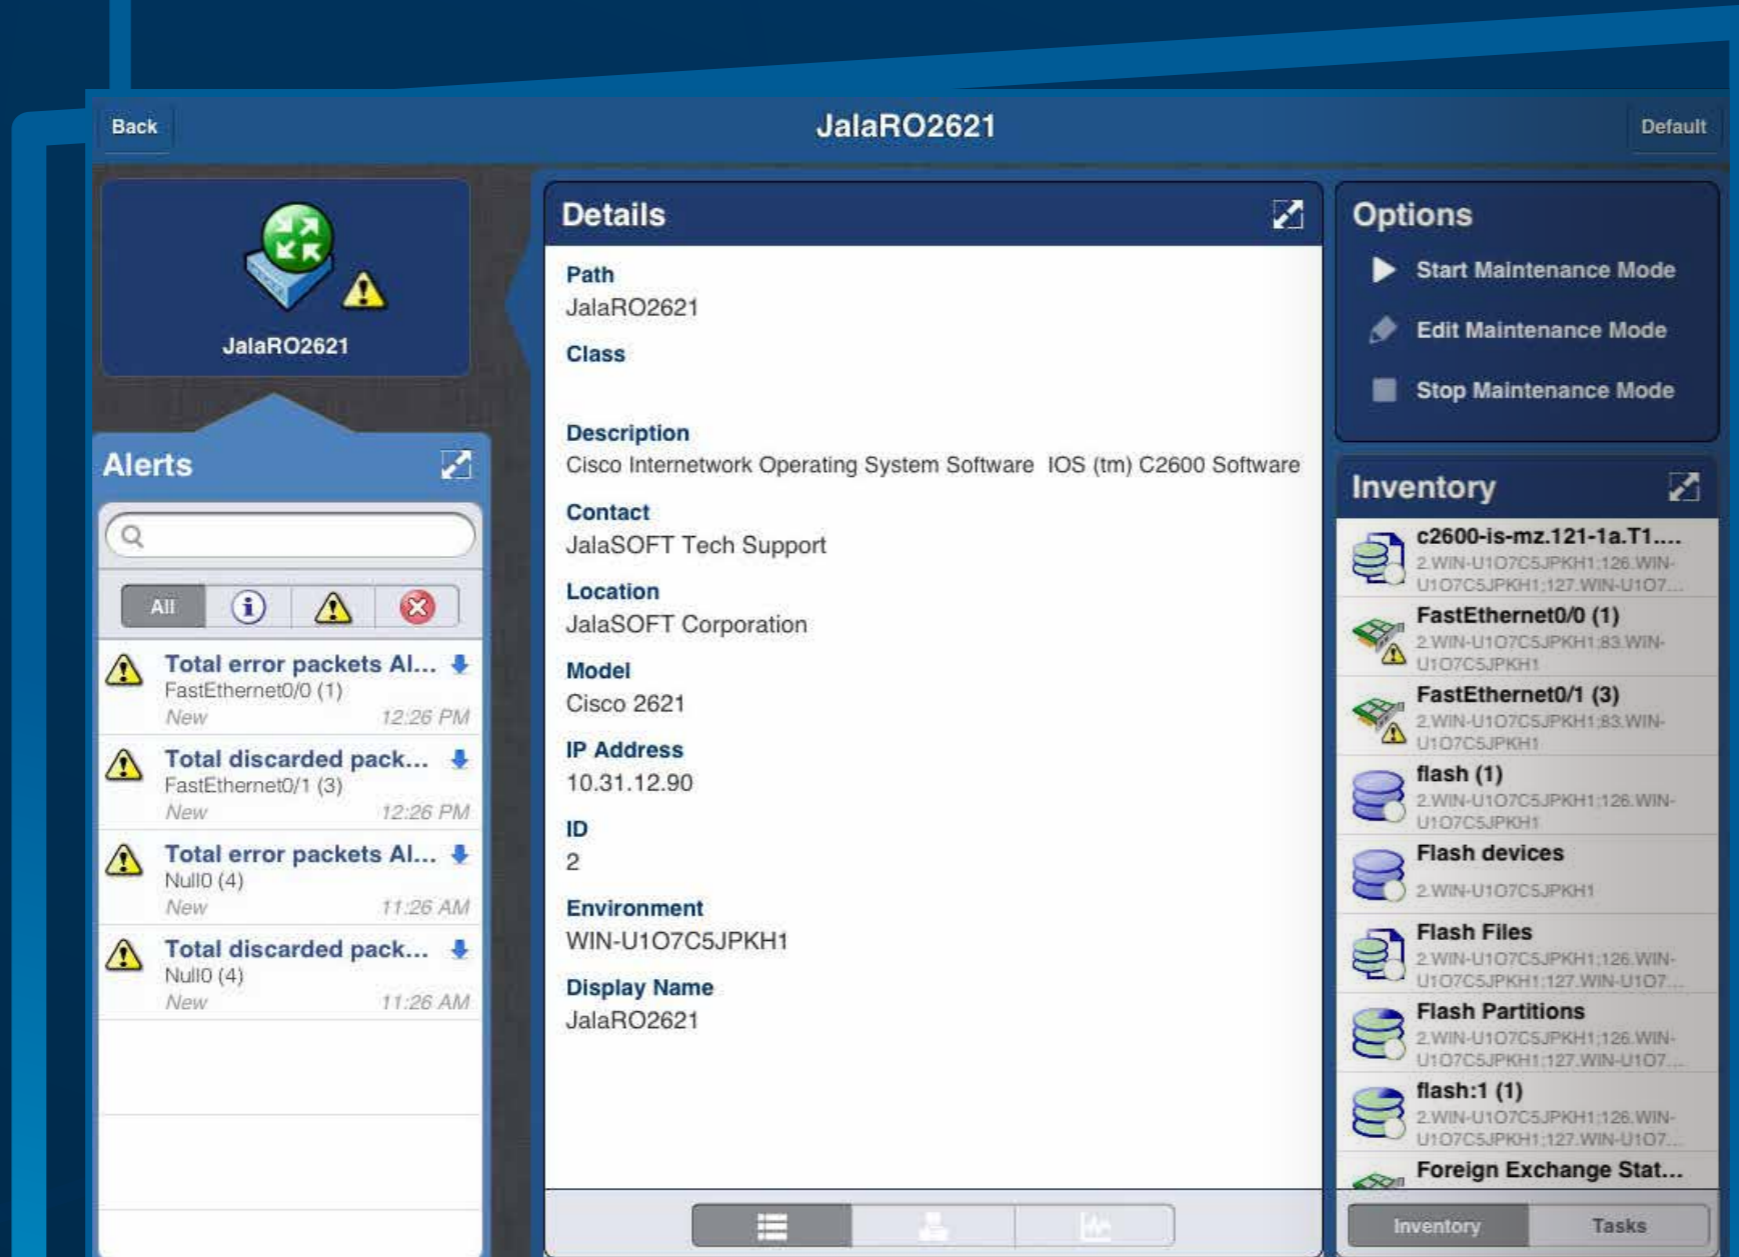 Back
JalaRO2621
Default
JalaRO2621
Alerts
All
Total error packets Al...
FastEthernet0/0 (1)
New 12:26 PM
Total discarded pack...
FastEthernet0/1 (3)
New 12:26 PM
Total error packets Al...
Null0 (4)
New 11:26 AM
Total discarded pack...
Null0 (4)
New 11:26 AM
Details
Path
JalaRO2621
Class
Description
Cisco Internetwork Operating System Software IOS (tm) C2600 Software
Contact
JalaSOFT Tech Support
Location
JalaSOFT Corporation
Model
Cisco 2621
IP Address
10.31.12.90
ID
2
Environment
WIN-U1O7C5JPKH1
Display Name
JalaRO2621
Options
Start Maintenance Mode
Edit Maintenance Mode
Stop Maintenance Mode
Inventory
c2600-is-mz.121-1a.T1....
2.WIN-U1O7C5JPKH1;126.WIN-
U1O7C5JPKH1;127.WIN-U1O7...
FastEthernet0/0 (1)
2.WIN-U1O7C5JPKH1;83.WIN-
U1O7C5JPKH1
FastEthernet0/1 (3)
2.WIN-U1O7C5JPKH1;83.WIN-
U1O7C5JPKH1
flash (1)
2.WIN-U1O7C5JPKH1;126.WIN-
U1O7C5JPKH1
Flash devices
2.WIN-U1O7C5JPKH1
Flash Files
2.WIN-U1O7C5JPKH1;126.WIN-
U1O7C5JPKH1;127.WIN-U1O7...
Flash Partitions
2.WIN-U1O7C5JPKH1;126.WIN-
U1O7C5JPKH1;127.WIN-U1O7...
flash:1 (1)
2.WIN-U1O7C5JPKH1;126.WIN-
U1O7C5JPKH1;127.WIN-U1O7...
Foreign Exchange Stat...
Inventory
Tasks